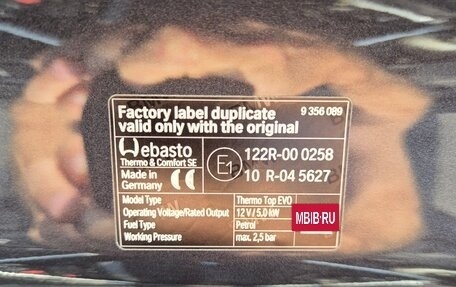 Factory label duplicate
9 356 089
valid only with the original
Webasto
Thermo & Comfort SE
E1
122R-00 0258
Made in
Germany
CE
10 R-04 5627
Model Type Thermo Top EVO
Operating Voltage/Rated Output 12 V / 5,0 kW
Fuel Type Petrol
Working Pressure max. 2,5 bar
MBIB.RU